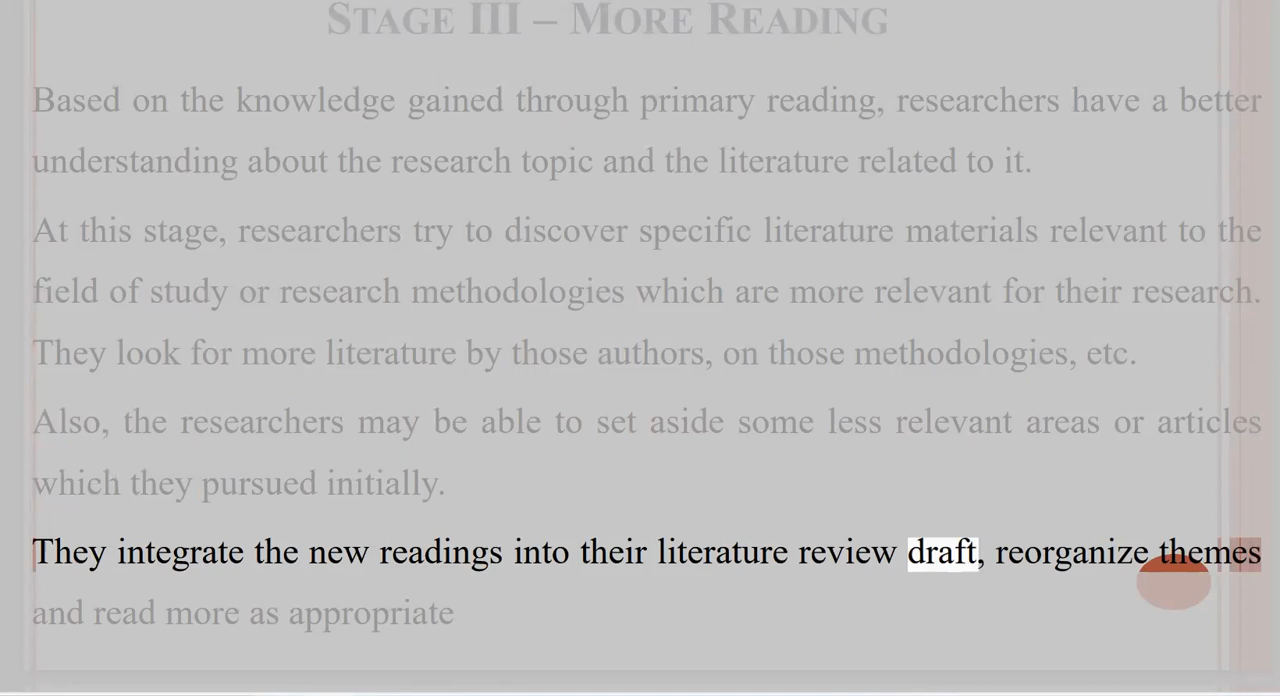 STAGE III – MORE READING
Based on the knowledge gained through primary reading, researchers have a better
understanding about the research topic and the literature related to it.
At this stage, researchers try to discover specific literature materials relevant to the
field of study or research methodologies which are more relevant for their research.
They look for more literature by those authors, on those methodologies, etc.
Also, the researchers may be able to set aside some less relevant areas or articles
which they pursued initially.
They integrate the new readings into their literature review draft, reorganize themes
and read more as appropriate